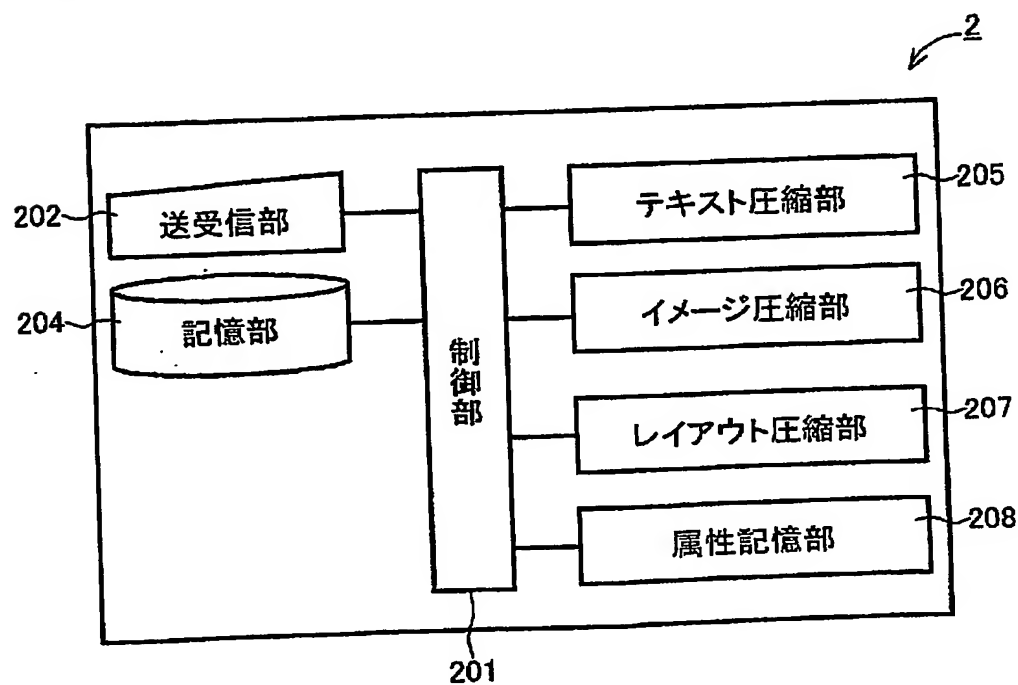 2
202
送受信部
204
記憶部
制御部
201
テキスト圧縮部
205
イメージ圧縮部
206
レイアウト圧縮部
207
属性記憶部
208